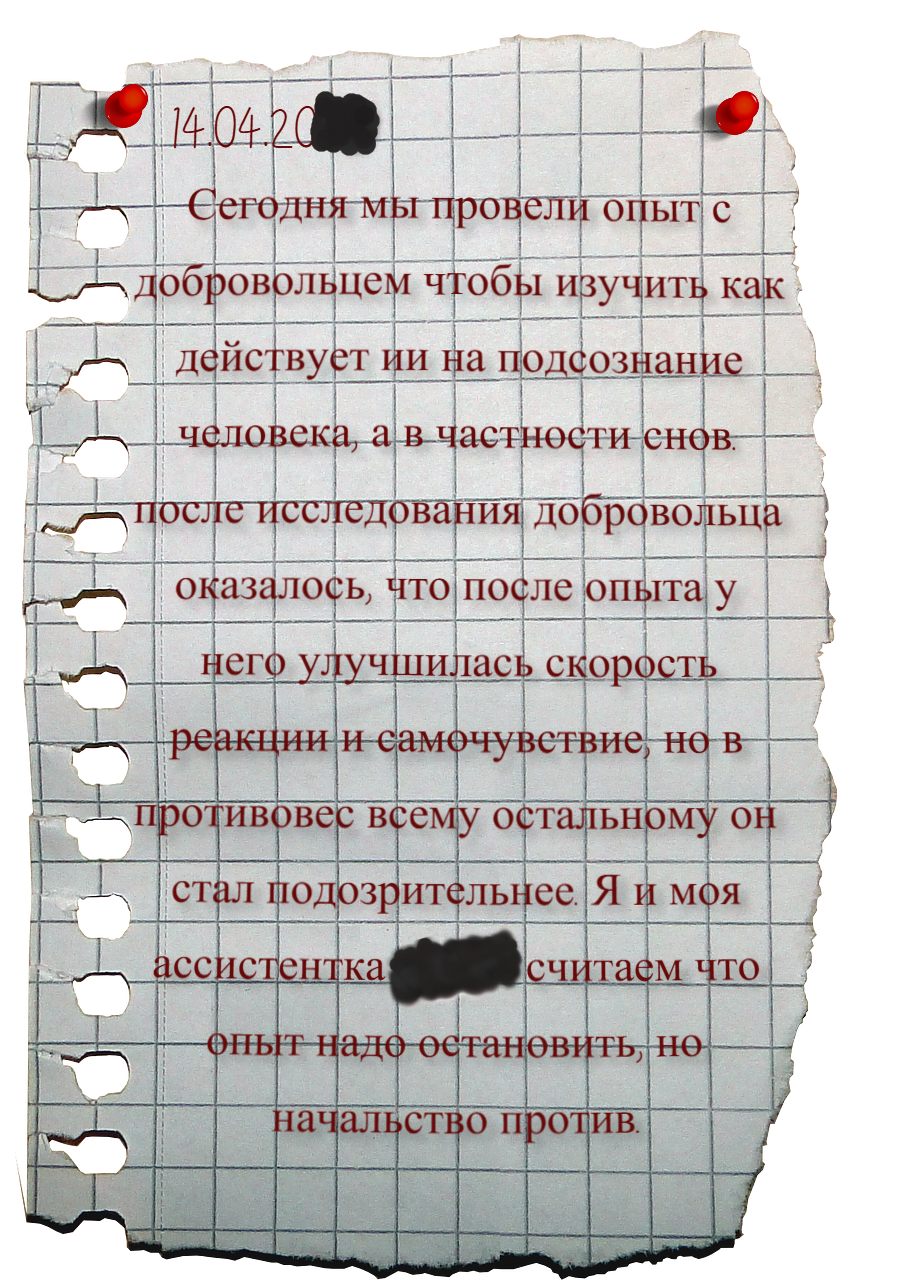 14.04.20
Сегодня мы провели опыт с
добровольцем чтобы изучить как
действует ии на подсознание
человека, а в частности снов.
после исследования добровольца
оказалось, что после опыта у
него улучшилась скорость
реакции и самочувствие, но в
противовес всему остальному он
стал подозрительнее. Я и моя
ассистентка считаем что
опыт надо остановить, но
начальство против.